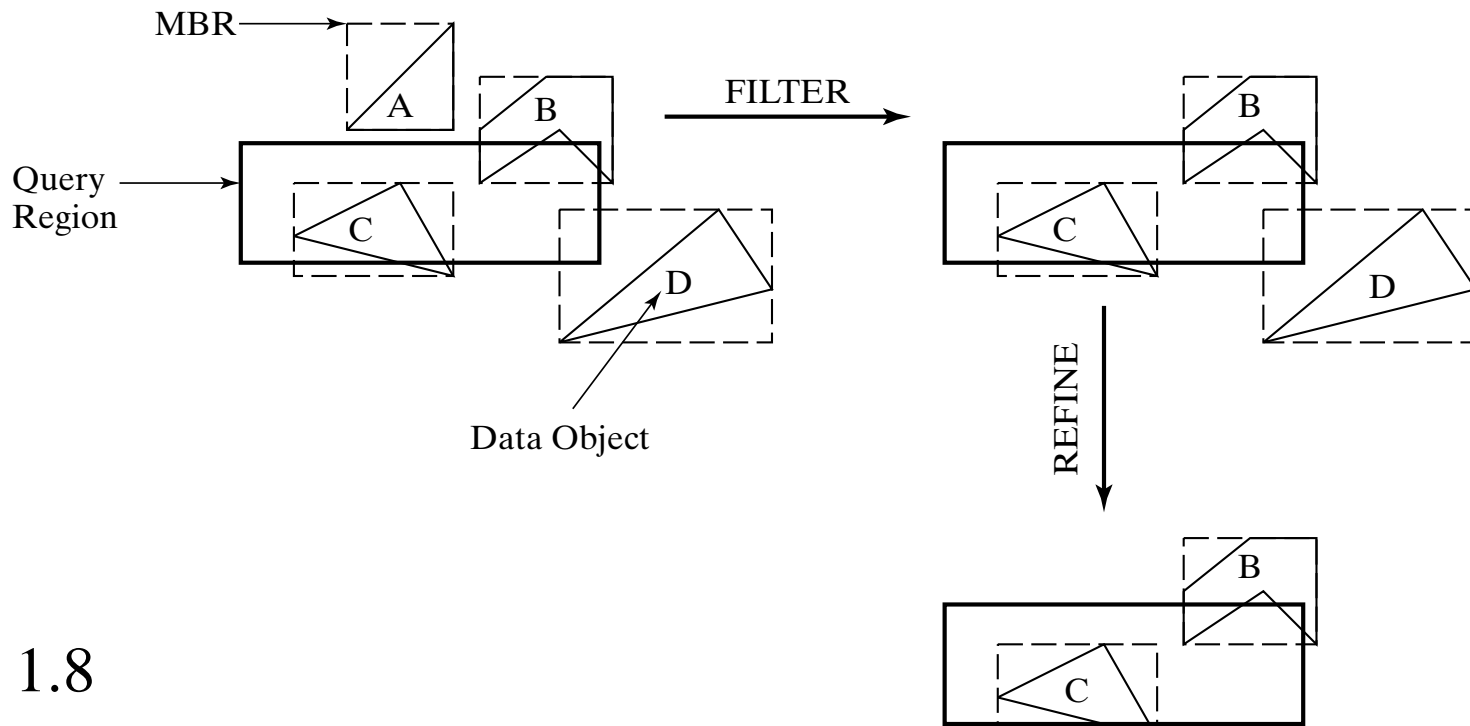 MBR
A
B
FILTER
B
Query
Region
C
C
D
D
Data Object
REFINE
B
C
1.8